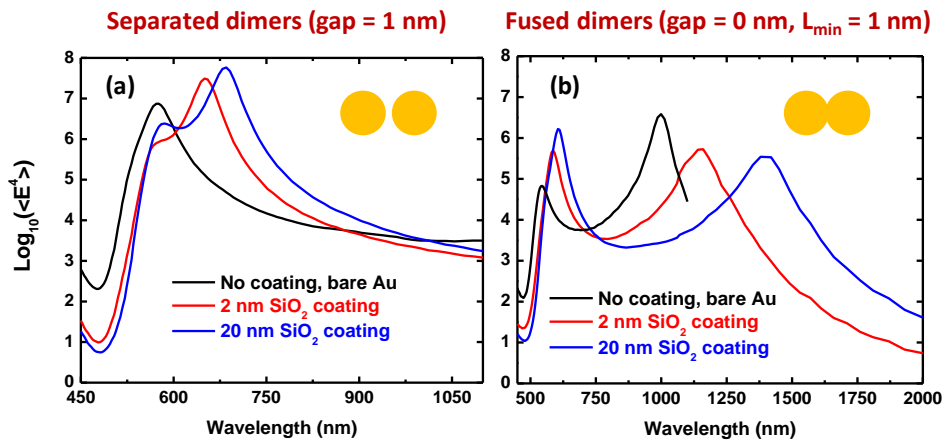 Separated dimers (gap = 1 nm)
Fused dimers (gap = 0 nm, Lmin = 1 nm)
(a)
(b)
Log10(<E4>)
8
7
6
5
4
3
2
1
0
No coating, bare Au
2 nm SiO2 coating
20 nm SiO2 coating
450 600 750 900 1050
Wavelength (nm)
8
7
6
5
4
3
2
1
0
No coating, bare Au
2 nm SiO2 coating
20 nm SiO2 coating
500 750 1000 1250 1500 1750 2000
Wavelength (nm)